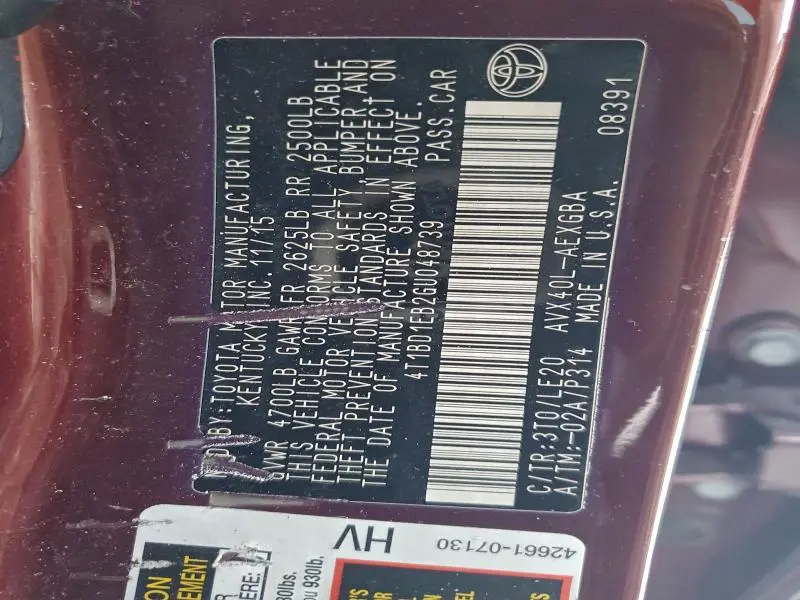 MFD BY:TOYOTA MOTOR MANUFACTURING,
KENTUCKY, INC. 11/15
GVWR 4700LB GAWR FR 2625LB RR 2500LB
THIS VEHICLE CONFORMS TO ALL APPLICABLE
FEDERAL MOTOR VEHICLE SAFETY, BUMPER, AND
THEFT PREVENTION STANDARDS IN EFFECT ON
THE DATE OF MANUFACTURE SHOWN ABOVE.
4T1BD1EB2GU048739 PASS.CAR
C/TR:3T0/LE20 AVX40L-AEXGBA
A/TM:-02A/P314 MADE IN U.S.A. 08391
HV
42661-07130